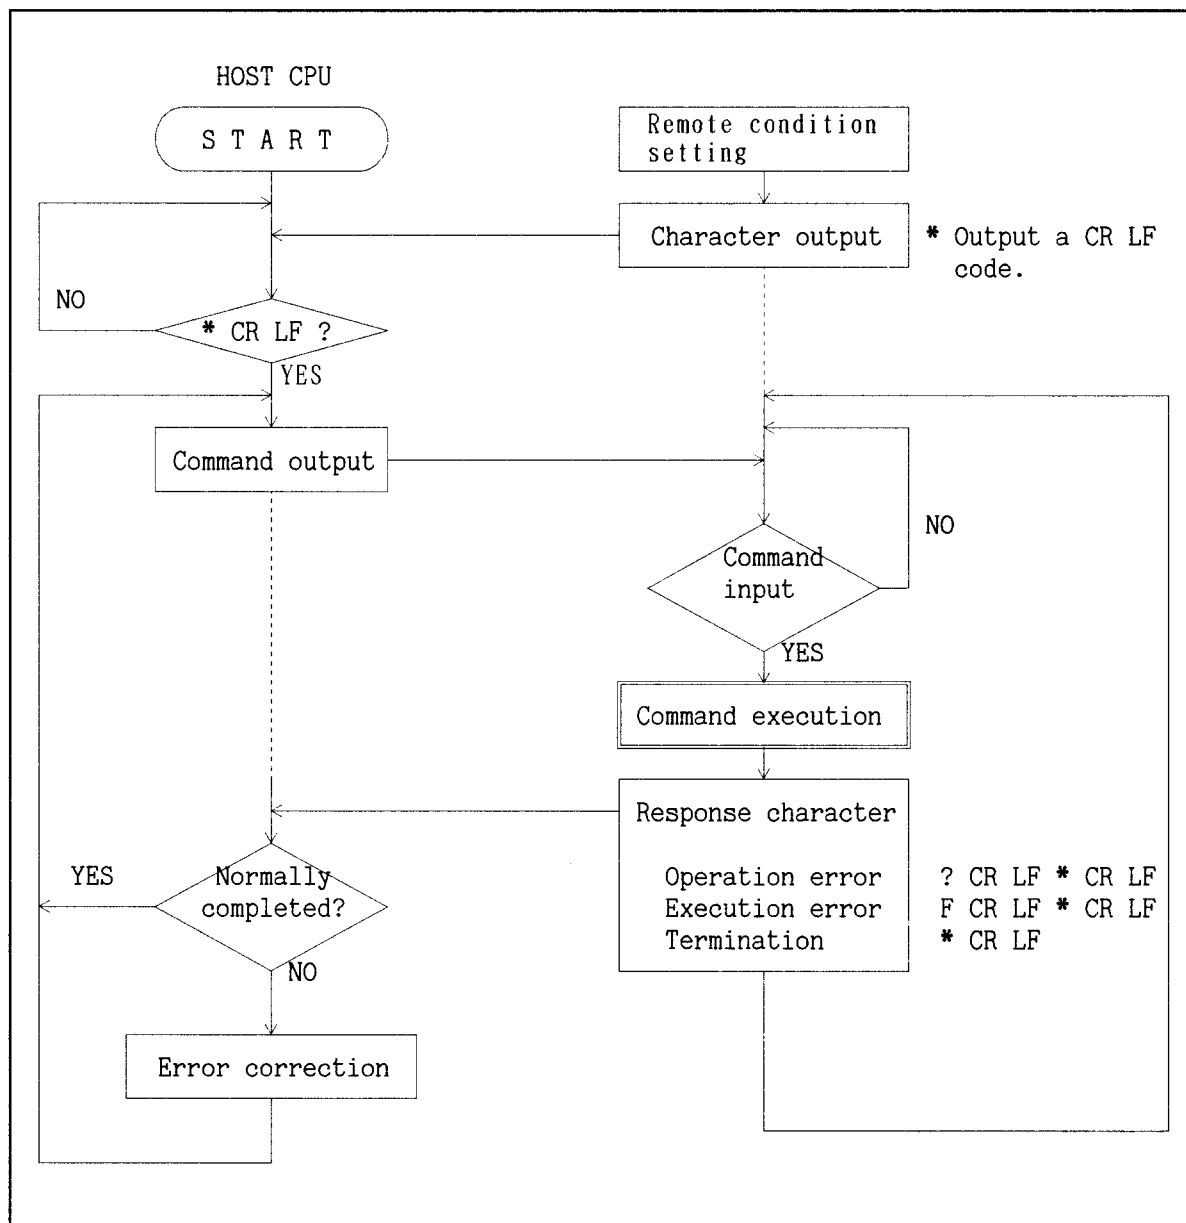 HOST CPU
S T A R T
Remote condition
setting
Character output
* Output a CR LF
code.
NO
* CR LF ?
YES
Command output
NO
Command
input
YES
Command execution
Response character
YES
Normally
completed?
Operation error ? CR LF * CR LF
Execution error F CR LF * CR LF
Termination * CR LF
NO
Error correction